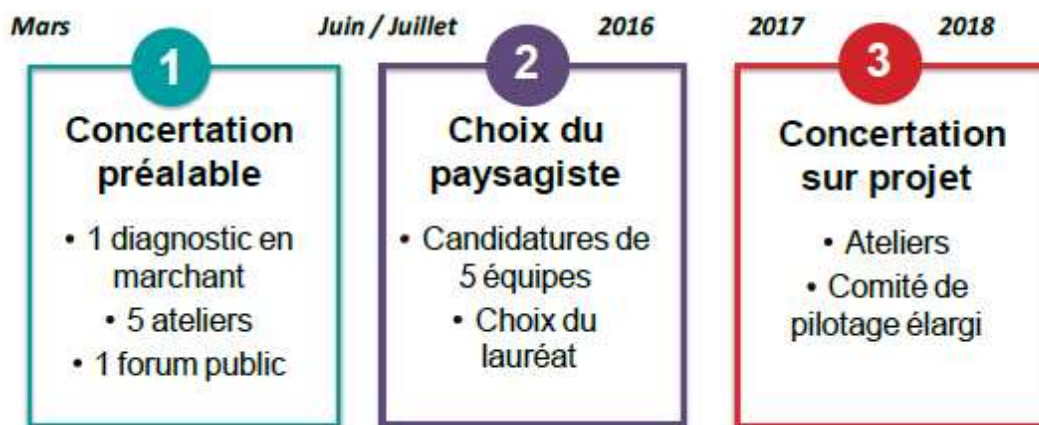 Mars Juin / Juillet 2016 2017 2018
1
Concertation
préalable
• 1 diagnostic en
marchant
• 5 ateliers
• 1 forum public
2
Choix du
paysagiste
• Candidatures de
5 équipes
• Choix du
lauréat
3
Concertation
sur projet
• Ateliers
• Comité de
pilotage élargi